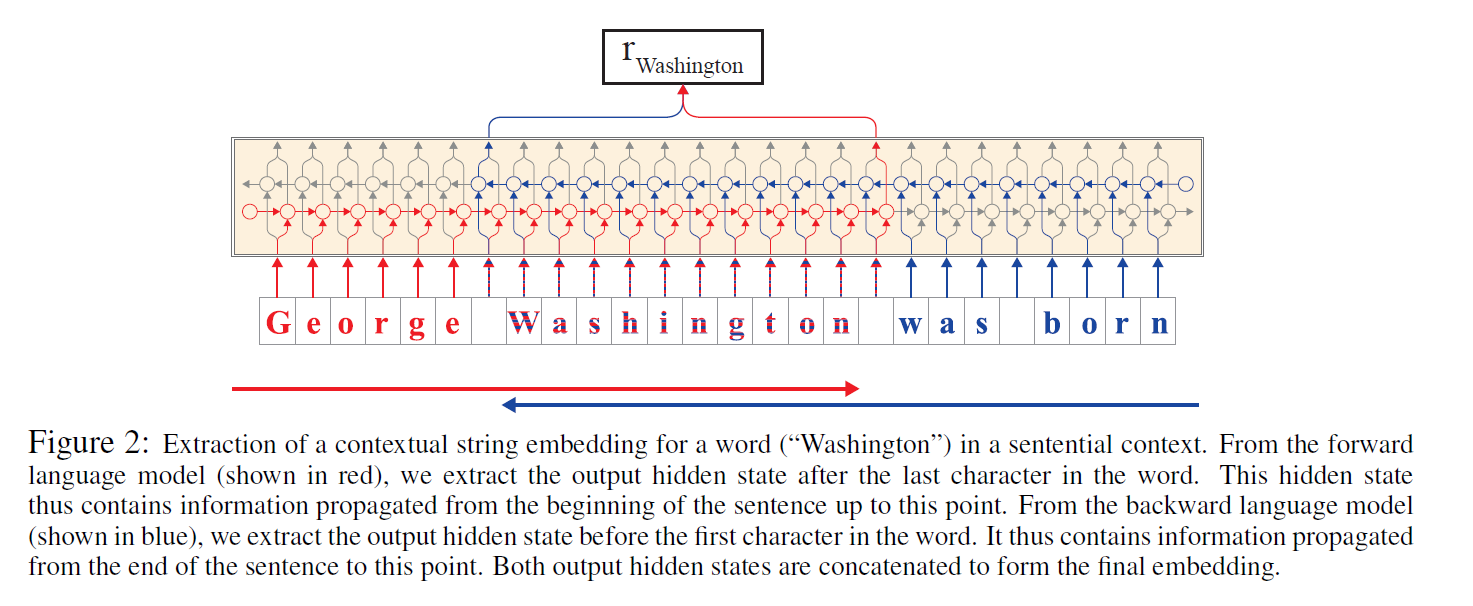 r Washington
George Washington was born
Figure 2: Extraction of a contextual string embedding for a word (“Washington”) in a sentential context. From the forward
language model (shown in red), we extract the output hidden state after the last character in the word. This hidden state
thus contains information propagated from the beginning of the sentence up to this point. From the backward language model
(shown in blue), we extract the output hidden state before the first character in the word. It thus contains information propagated
from the end of the sentence to this point. Both output hidden states are concatenated to form the final embedding.